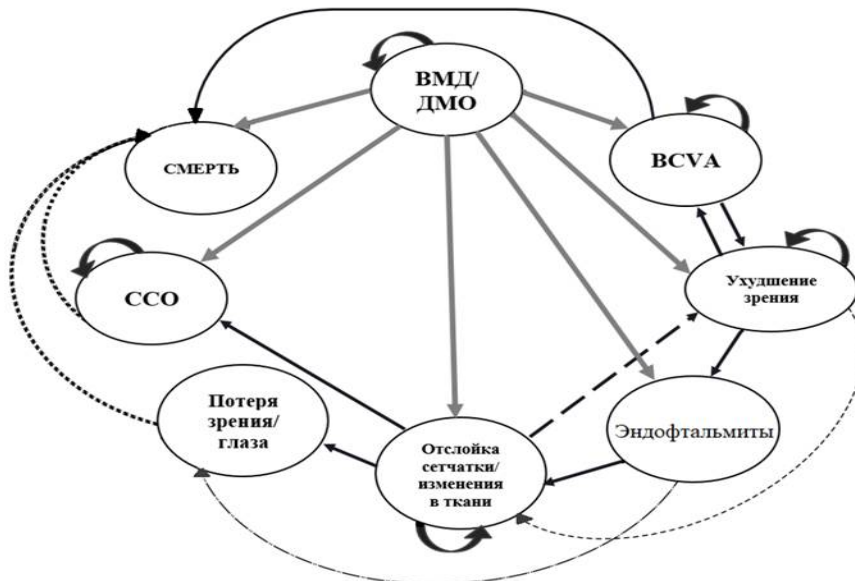 ВМД/
ДМО
СМЕРТЬ
BCVA
ССО
Ухудшение
зрения
Потеря
зрения/
глаза
Отслойка
сетчатки/
изменения
в ткани
Эндофтальмиты